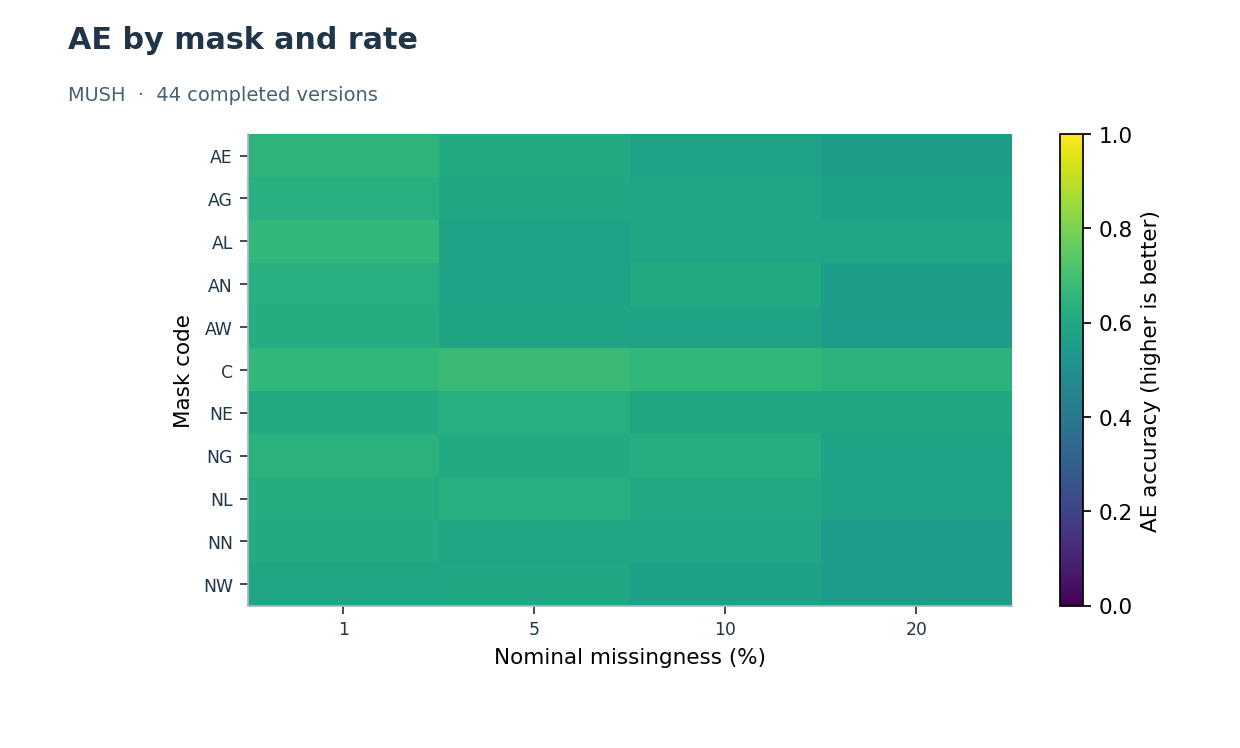 AE by mask and rate
MUSH · 44 completed versions
AE
AG
AL
AN
AW
C
NE
NG
NL
NN
NW
Mask code
1 5 10 20
Nominal missingness (%)
1.0
0.8
0.6
0.4
0.2
0.0
AE accuracy (higher is better)